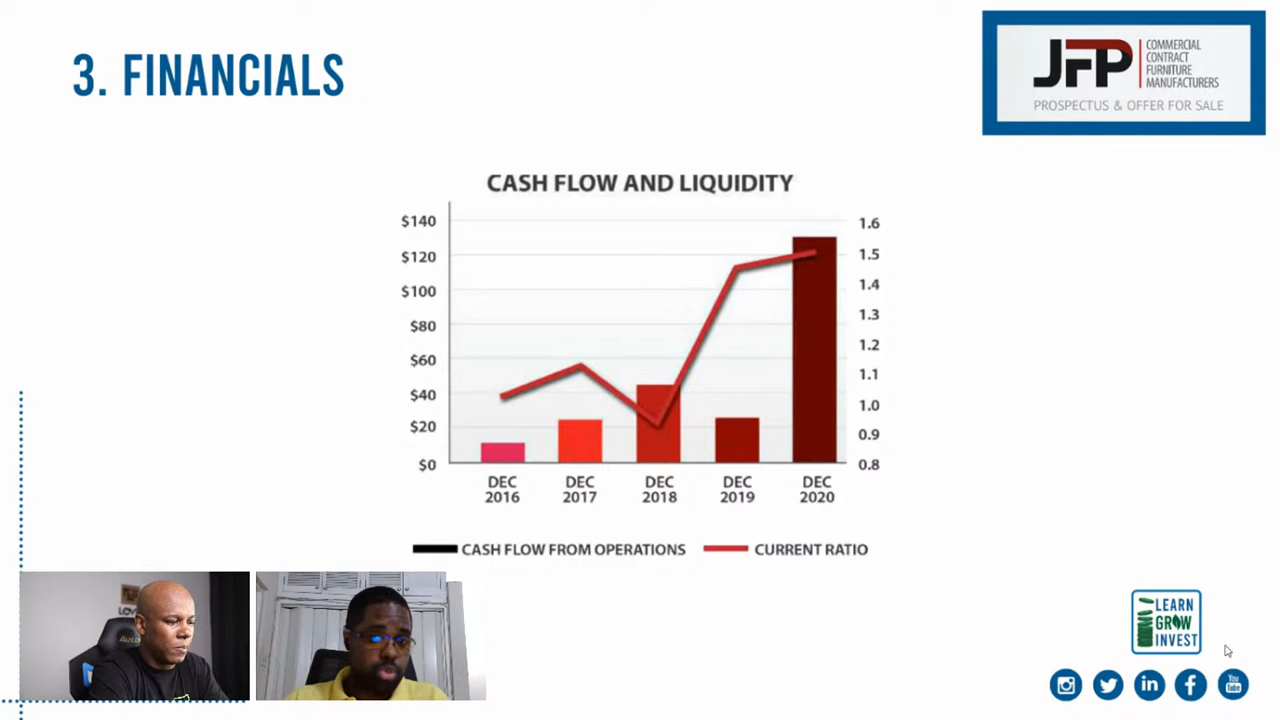 3. FINANCIALS
JFP
COMMERCIAL
CONTRACT
FURNITURE
MANUFACTURERS
PROSPECTUS & OFFER FOR SALE
CASH FLOW AND LIQUIDITY
$140
$120
$100
$80
$60
$40
$20
$0
1.6
1.5
1.4
1.3
1.2
1.1
1.0
0.9
0.8
DEC 2016
DEC 2017
DEC 2018
DEC 2019
DEC 2020
CASH FLOW FROM OPERATIONS
CURRENT RATIO
LEARN
GROW
INVEST
You
Tube